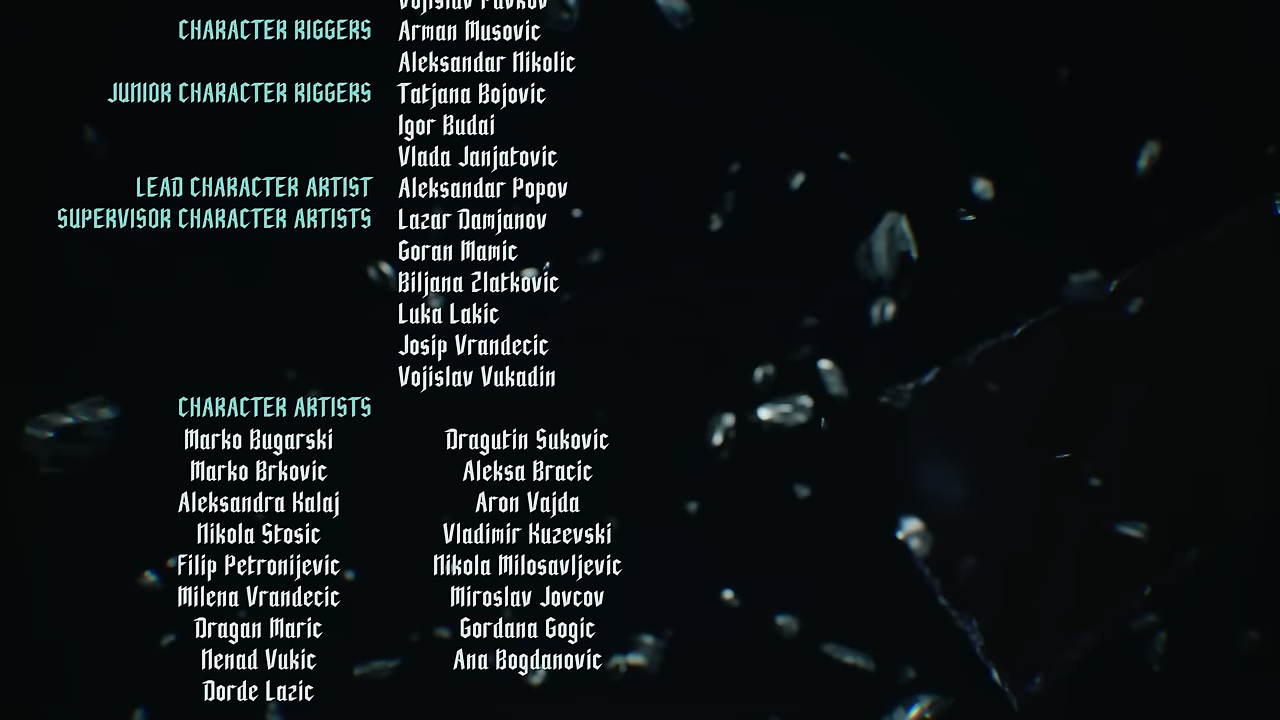 Vojislav Pavkov
CHARACTER RIGGERS Arman Musovic
Aleksandar Nikolic
JUNIOR CHARACTER RIGGERS Tatjana Bojovic
Igor Budai
Vlada Janjatovic
LEAD CHARACTER ARTIST Aleksandar Popov
SUPERVISOR CHARACTER ARTISTS Lazar Damjanov
Goran Mamic
Biljana Zlatkovic
Luka Lakic
Josip Vrandecic
Vojislav Vukadin
CHARACTER ARTISTS
Marko Bugarski Dragutin Sukovic
Marko Brkovic Aleksa Bracic
Aleksandra Kalaj Aron Vajda
Nikola Stosic Vladimir Kuzevski
Filip Petronijevic Nikola Milosavljevic
Milena Vrandecic Miroslav Jovcov
Dragan Maric Gordana Gogic
Nenad Vukic Ana Bogdanovic
Dorde Lazic